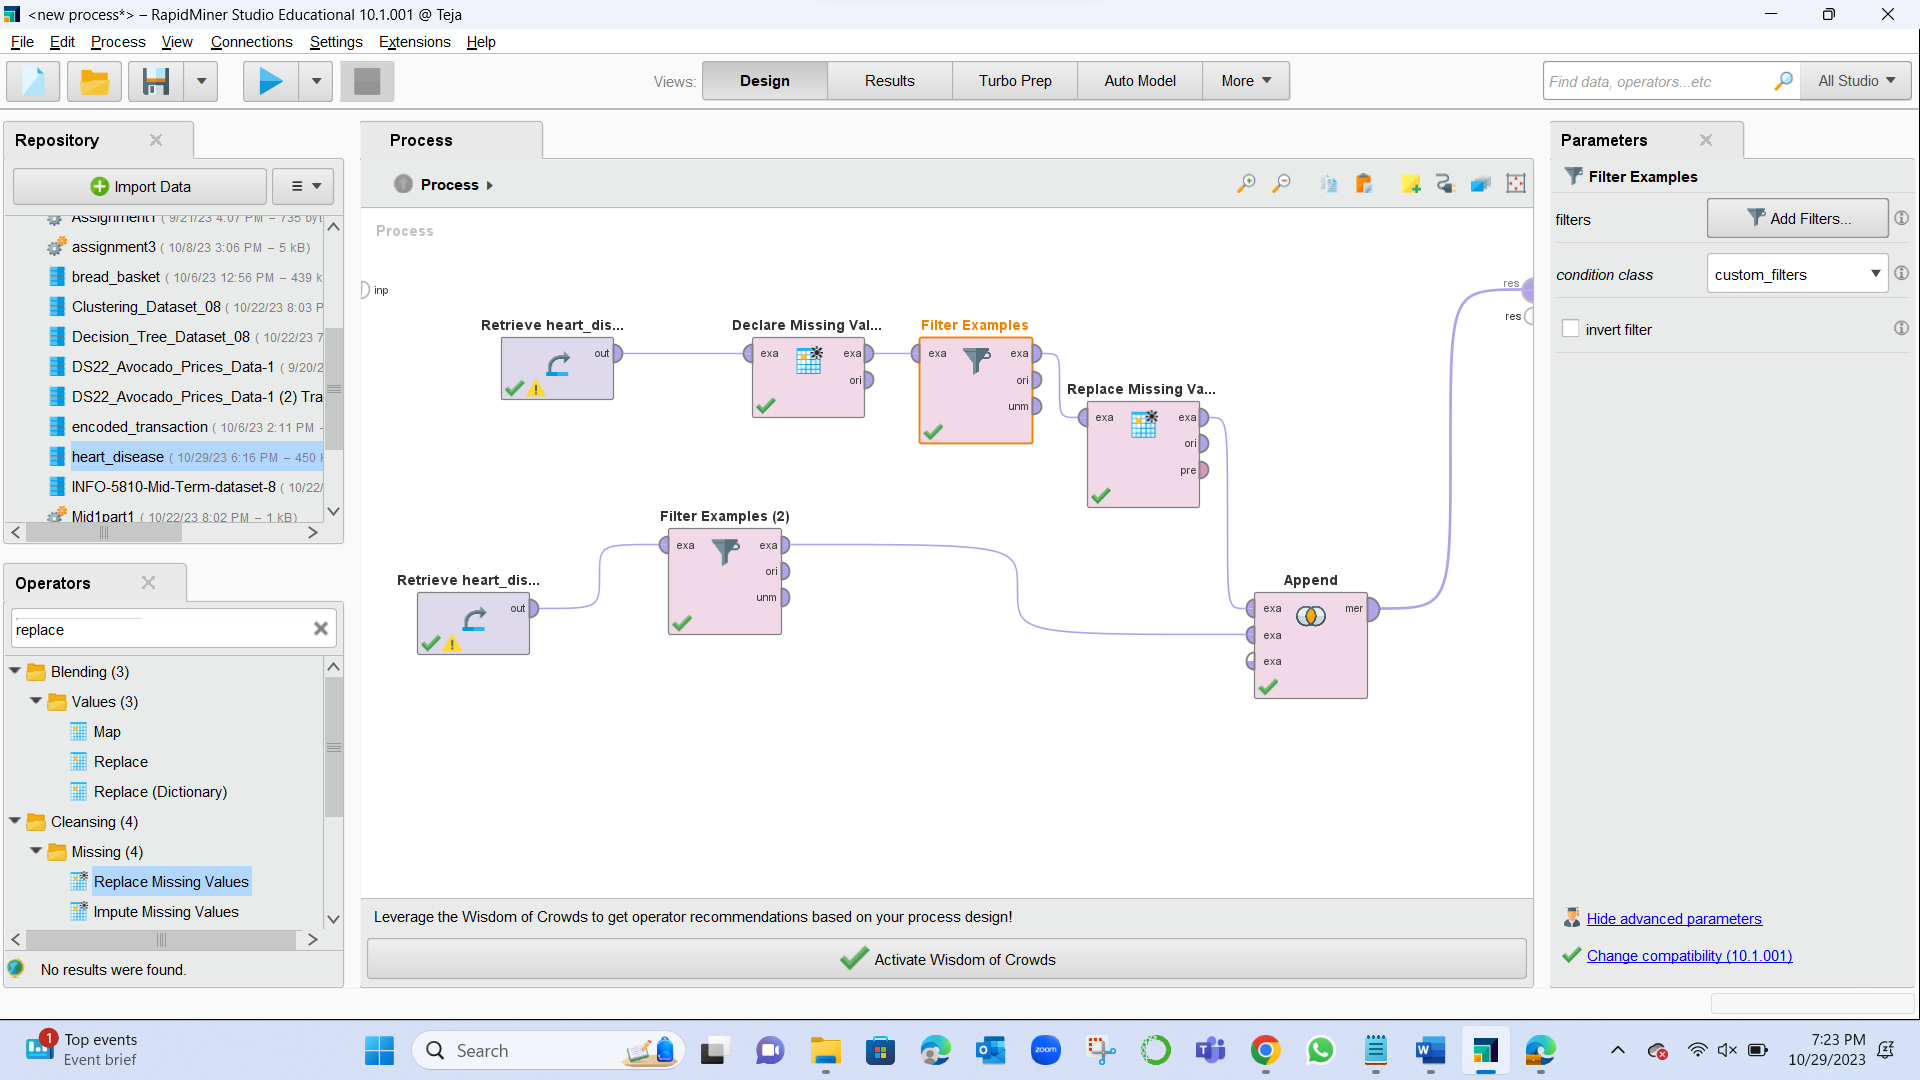 <new process*> – RapidMiner Studio Educational 10.1.001 @ Teja
File Edit Process View Connections Settings Extensions Help
Views: Design Results Turbo Prep Auto Model More
Find data, operators...etc All Studio
Repository
Import Data
Assignment1 ( 9/21/23 4:07 PM – 735 byt
assignment3 ( 10/8/23 3:06 PM – 5 kB)
bread_basket ( 10/6/23 12:56 PM – 439 k
Clustering_Dataset_08 ( 10/22/23 8:03 P
Decision_Tree_Dataset_08 ( 10/22/23 7
DS22_Avocado_Prices_Data-1 ( 9/20/2
DS22_Avocado_Prices_Data-1 (2) Tra
encoded_transaction ( 10/6/23 2:11 PM -
heart_disease ( 10/29/23 6:16 PM – 450 k
INFO-5810-Mid-Term-dataset-8 ( 10/22/
Mid1part1 ( 10/22/23 8:02 PM – 1 kB)
Operators
replace
Blending (3)
Values (3)
Map
Replace
Replace (Dictionary)
Cleansing (4)
Missing (4)
Replace Missing Values
Impute Missing Values
No results were found.
Process
Process
Process
inp
res
res
Retrieve heart_dis...
out
Declare Missing Val...
exa exa
ori
Filter Examples
exa exa
ori
unm
Replace Missing Va...
exa exa
ori
pre
Filter Examples (2)
exa exa
ori
unm
Retrieve heart_dis...
out
Append
exa mer
exa
exa
Leverage the Wisdom of Crowds to get operator recommendations based on your process design!
Activate Wisdom of Crowds
Parameters
Filter Examples
filters Add Filters...
condition class custom_filters
invert filter
Hide advanced parameters
Change compatibility (10.1.001)
1
Top events
Event brief
Search
zoom
7:23 PM
10/29/2023